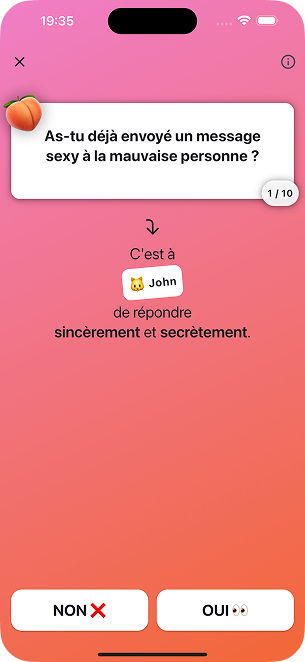 19:35
As-tu déjà envoyé un message
sexy à la mauvaise personne ?
1 / 10
C'est à
John
de répondre
sincèrement et secrètement.
NON ❌
OUI 👀